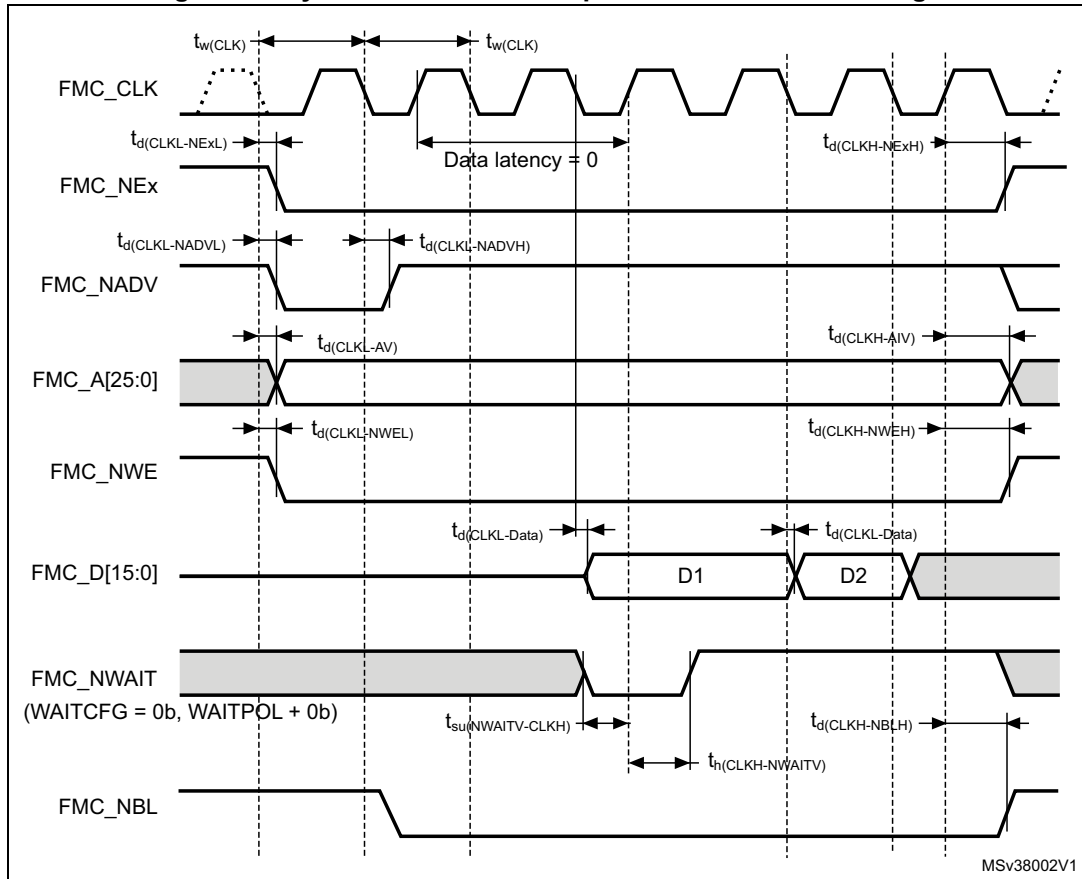 tw(CLK) tw(CLK)
FMC_CLK
td(CLKL-NExL) Data latency = 0 td(CLKH-NExH)
FMC_NEx
td(CLKL-NADVL) td(CLKL-NADVH)
FMC_NADV
td(CLKL-AV) td(CLKH-AIV)
FMC_A[25:0]
td(CLKL-NWEL) td(CLKH-NWEH)
FMC_NWE
td(CLKL-Data) td(CLKL-Data)
FMC_D[15:0] D1 D2
FMC_NWAIT
(WAITCFG = 0b, WAITPOL + 0b)
tsu(NWAITV-CLKH) td(CLKH-NBLH)
th(CLKH-NWAITV)
FMC_NBL
MSv38002V1